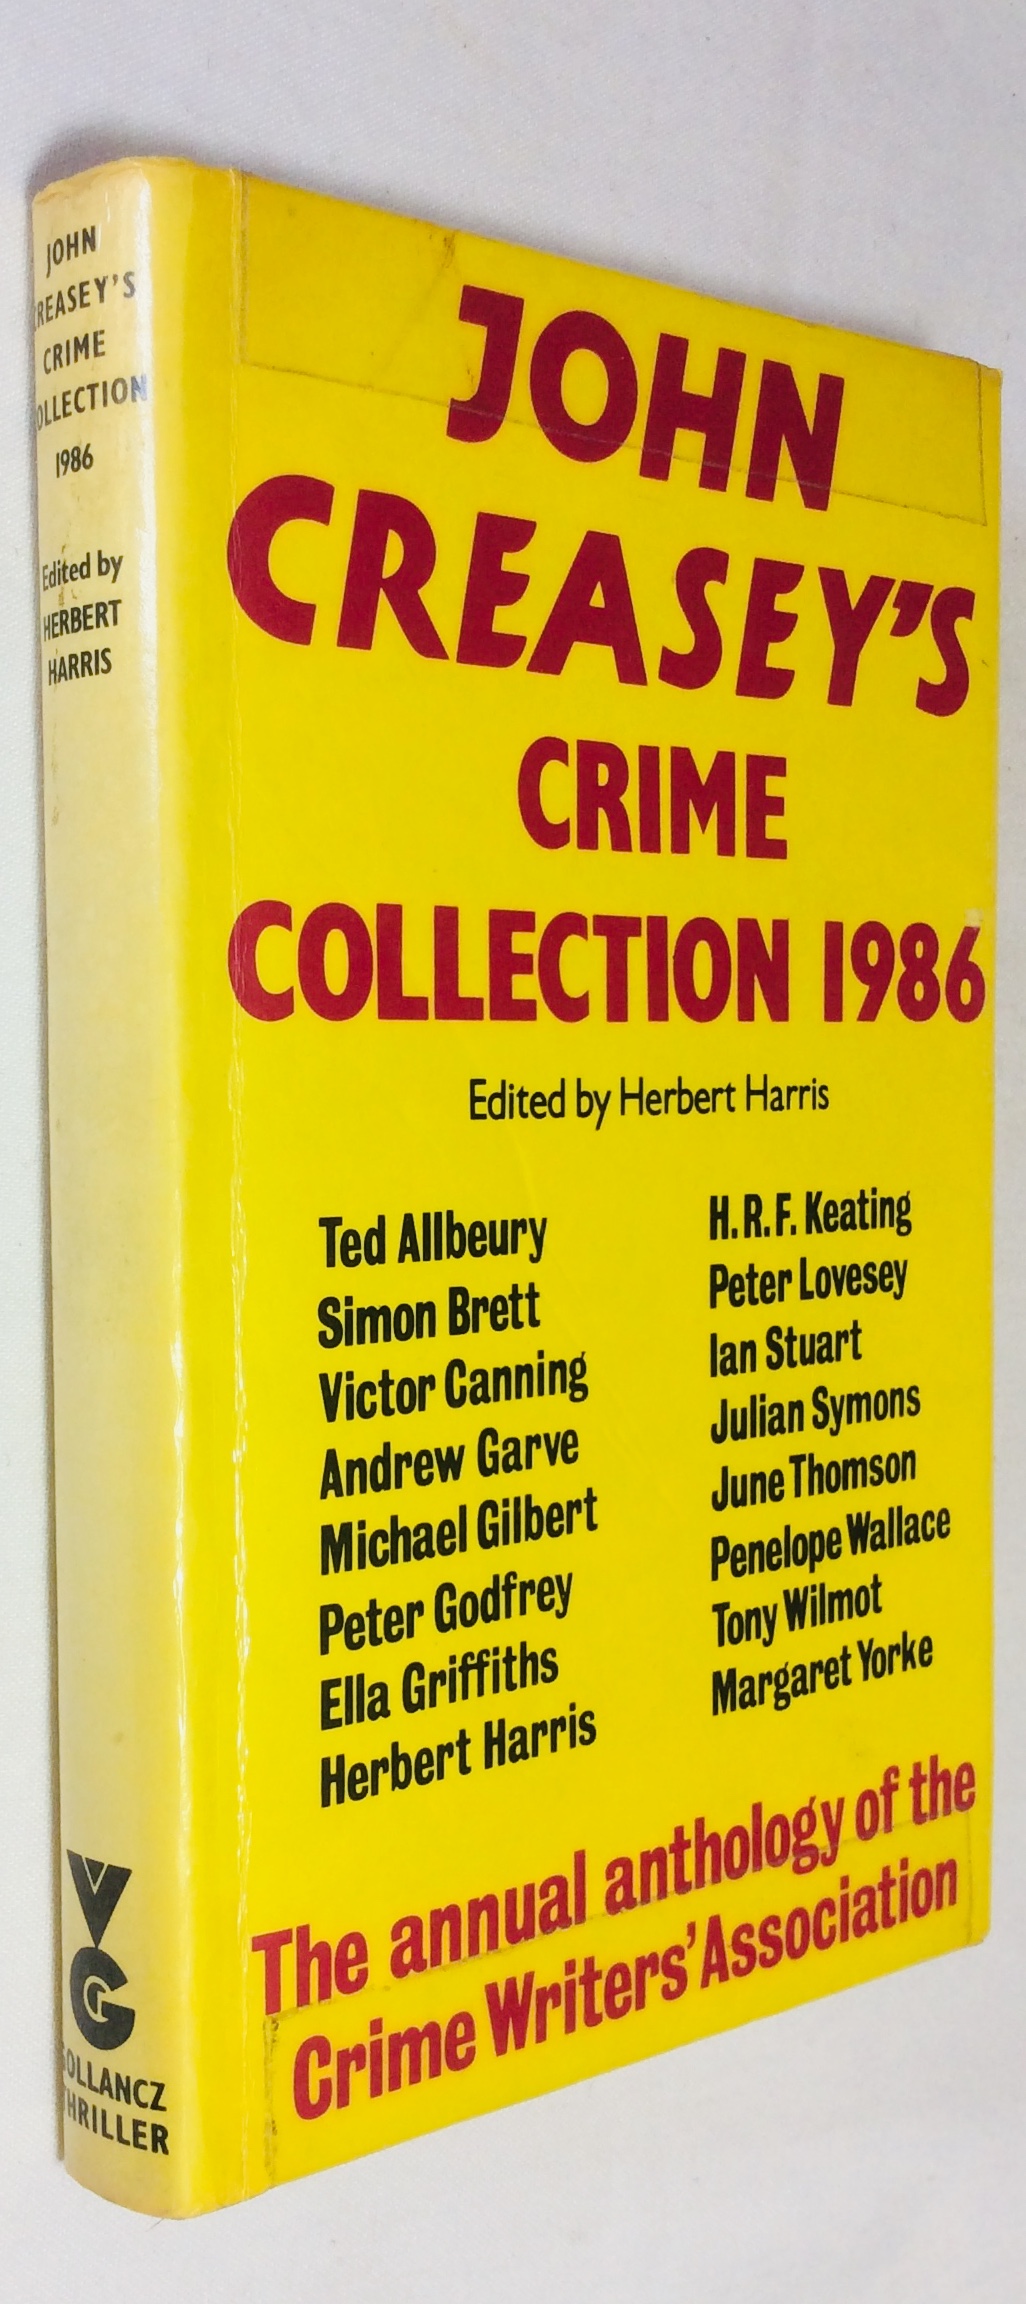 JOHN
CREASEY'S
CRIME
COLLECTION
1986
Edited by
HERBERT
HARRIS
VG
GOLLANCZ
THRILLER
JOHN
CREASEY'S
CRIME
COLLECTION 1986
Edited by Herbert Harris
Ted Allbeury
Simon Brett
Victor Canning
Andrew Garve
Michael Gilbert
Peter Godfrey
Ella Griffiths
Herbert Harris
H.R.F. Keating
Peter Lovesey
Ian Stuart
Julian Symons
June Thomson
Penelope Wallace
Tony Wilmot
Margaret Yorke
The annual anthology of the
Crime Writers' Association